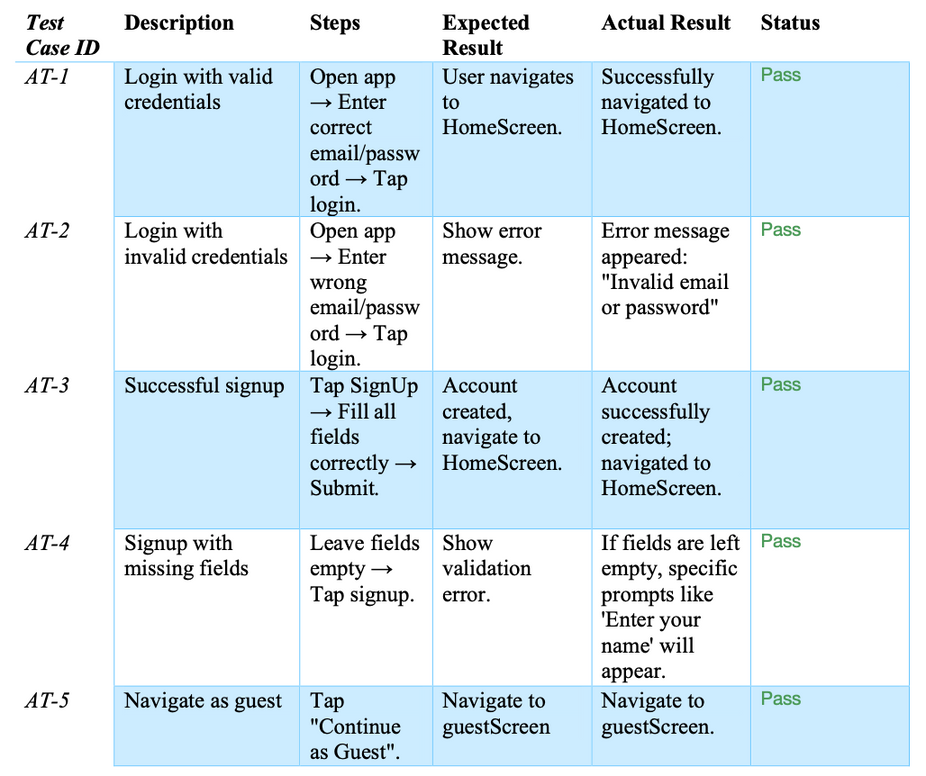 Test Case ID	Description	Steps	Expected Result	Actual Result	Status
AT-1	Login with valid credentials	Open app → Enter correct email/password → Tap login.	User navigates to HomeScreen.	Successfully navigated to HomeScreen.	Pass
AT-2	Login with invalid credentials	Open app → Enter wrong email/password → Tap login.	Show error message.	Error message appeared: "Invalid email or password"	Pass
AT-3	Successful signup	Tap SignUp → Fill all fields correctly → Submit.	Account created, navigate to HomeScreen.	Account successfully created; navigated to HomeScreen.	Pass
AT-4	Signup with missing fields	Leave fields empty → Tap signup.	Show validation error.	If fields are left empty, specific prompts like 'Enter your name' will appear.	Pass
AT-5	Navigate as guest	Tap "Continue as Guest".	Navigate to guestScreen	Navigate to guestScreen.	Pass